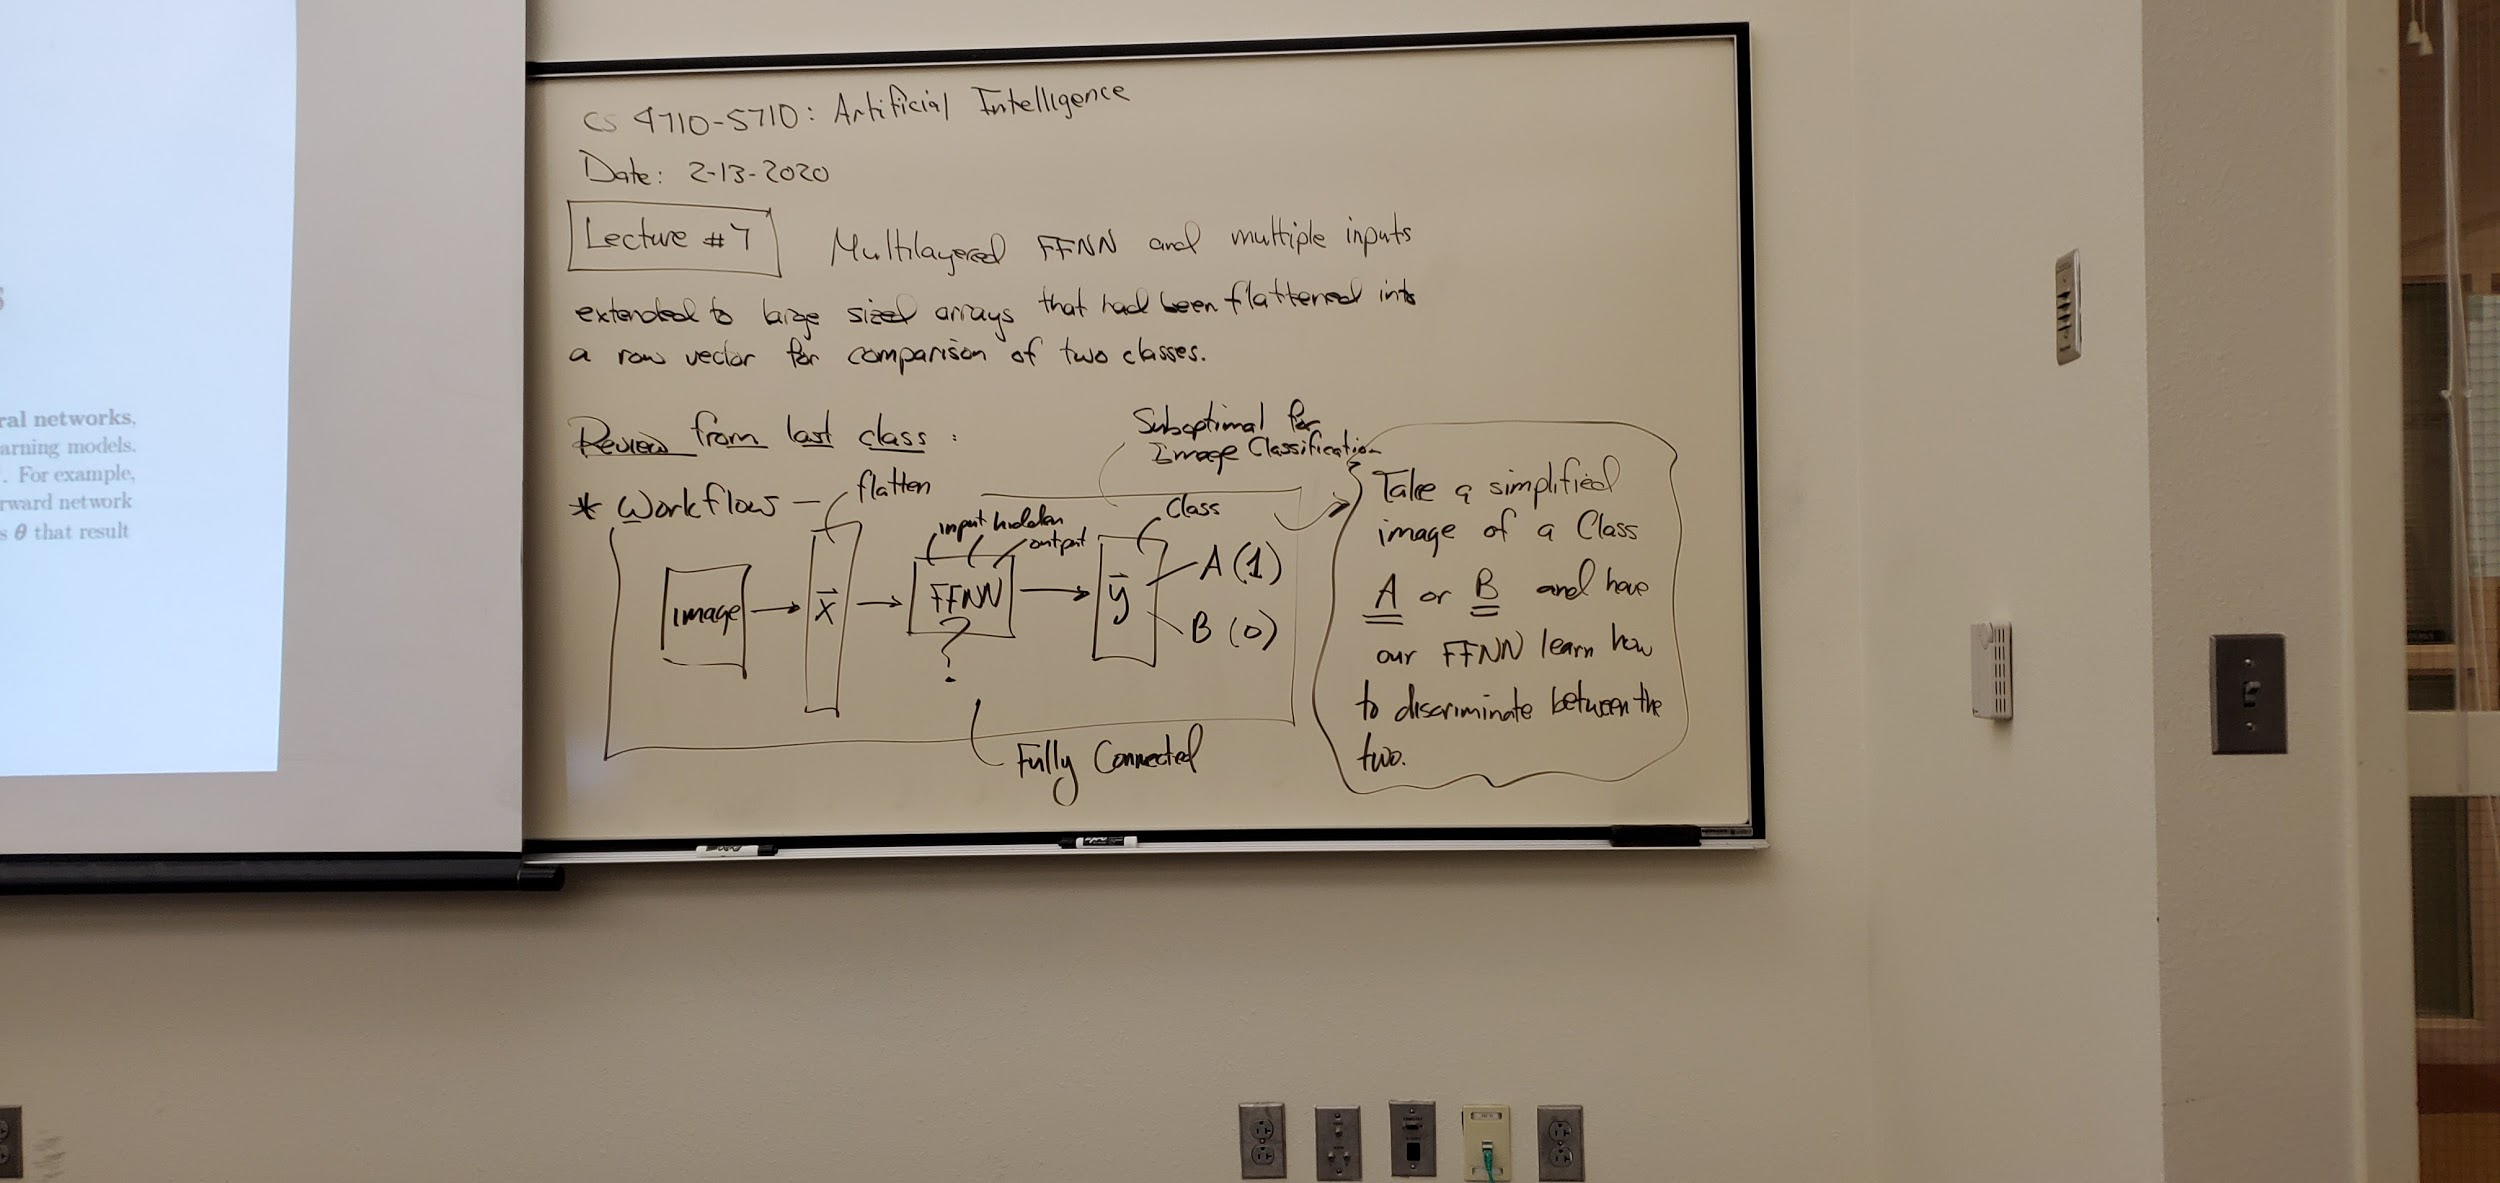 CS 4710-5710: Artificial Intelligence
Date: 2-13-2020
Lecture #7 Multilayered FFNN and multiple inputs
extended to large sized arrays that had been flattened into
a row vector for comparison of two classes.
Review from last class:
Suboptimal for
Image Classification
* Workflows —
flatten
input hidden
output
Class
image → x⃗ → FFNN → y⃗
A (1)
B (0)
?
Fully Connected
Take a simplified
image of a Class
A or B and have
our FFNN learn how
to discriminate between the
two.
ral networks,
arning models.
. For example,
rward network
s θ that result